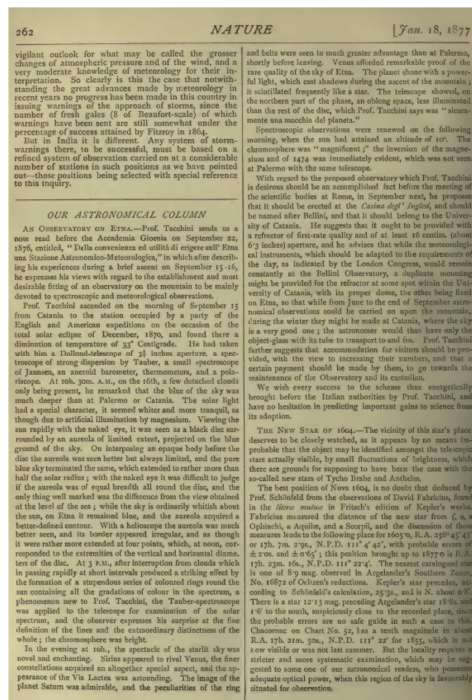 262
NATURE
[Jan. 18, 1877
vigilant outlook for what may be called the grosser
changes of atmospheric pressure and of the wind, and a
very moderate knowledge of meteorology for their in-
terpretation. So clearly is this the case that notwith-
standing the great advances made by meteorology in
recent years no progress has been made in this country in
issuing warnings of the approach of storms, since the
number of fresh gales (8 of Beaufort-scale) of which
warnings have been sent are still somewhat under the
percentage of success attained by Fitzroy in 1864.
But in India it is different. Any system of storm-
warnings there, to be successful, must be based on a
refined system of observation carried on at a considerable
number of stations in such positions as we have pointed
out—those positions being selected with special reference
to this inquiry.
OUR ASTRONOMICAL COLUMN
AN OBSERVATORY ON ETNA.—Prof. Tacchini sends us a
note read before the Accademia Gioenia on September 22,
1876, entitled, "Della convenienza ed utilità di erigere sull' Etna
una Stazione Astronomico-Meteorologica," in which after describ-
ing his experiences during a brief ascent on September 15-16,
he expresses his views with regard to the establishment and most
desirable fitting of an observatory on the mountain to be mainly
devoted to spectroscopic and meteorological observations.
Prof. Tacchini ascended on the morning of September 15
from Catania to the station occupied by a party of the
English and American expeditions on the occasion of the
total solar eclipse of December, 1870, and found there a
diminution of temperature of 33° Centigrade. He had taken
with him a Dollond-telescope of 3½ inches aperture, a spec-
troscope of strong dispersion by Tauber, a small spectroscope
of Janssen, an aneroid barometer, thermometers, and a pola-
riscope. At 10h. 30m. A.M., on the 16th, a few detached clouds
only being present, he remarked that the blue of the sky was
much deeper than at Palermo or Catania. The solar light
had a special character, it seemed whiter and more tranquil, as
though due to artificial illumination by magnesium. Viewing the
sun rapidly with the naked eye, it was seen as a black disc sur-
rounded by an aureola of limited extent, projected on the blue
ground of the sky. On interposing an opaque body before the
disc the aureola was seen better but always limited, and the pure
blue sky terminated the same, which extended to rather more than
half the solar radius; with the naked eye it was difficult to judge
if the aureola was of equal breadth all round the disc, and the
only thing well marked was the difference from the view obtained
at the level of the sea; while the sky is ordinarily whitish about
the sun, on Etna it remained blue, and the aureola acquired a
better-defined contour. With a helioscope the aureola was much
better seen, and its border appeared irregular, and as though
it were rather more extended at four points, which, at noon, cor-
responded to the extremities of the vertical and horizontal diame-
ters of the disc. At 3 P.M., after interruption from clouds which
in passing rapidly at short intervals produced a striking effect by
the formation of a stupendous series of coloured rings round the
sun containing all the gradations of colour in the spectrum, a
phenomenon new to Prof. Tacchini, the Tauber-spectroscope
was applied to the telescope for examination of the solar
spectrum, and the observer expresses his surprise at the fine
definition of the lines and the extraordinary distinctness of the
whole; the chromosphere was bright.
In the evening at 10h., the spectacle of the starlit sky was
novel and enchanting. Sirius appeared to rival Venus, the finer
constellations acquired an altogether special aspect, and the ap-
pearance of the Via Lactea was astounding. The image of the
planet Saturn was admirable, and the peculiarities of the ring
and belts were seen to much greater advantage than at Palermo,
shortly before leaving. Venus afforded remarkable proof of the
rare quality of the sky of Etna. The planet shone with a power-
ful light, which cast shadows during the ascent of the mountain;
it scintillated frequently like a star. The telescope showed, on
the northern part of the phase, an oblong space, less illuminated
than the rest of the disc, which Prof. Tacchini says was "sicura-
mente una macchia del pianeta."
Spectroscopic observations were renewed on the following
morning, when the sun had attained an altitude of 10°. The
chromosphere was "magnificent;" the inversion of the magne-
sium and of 1474 was immediately evident, which was not seen
at Palermo with the same telescope.
With regard to the proposed observatory which Prof. Tacchini
is desirous should be an accomplished fact before the meeting of
the scientific bodies at Rome, in September next, he proposes
that it should be erected at the Casina degl' Inglesi, and should
be named after Bellini, and that it should belong to the Univer-
sity of Catania. He suggests that it ought to be provided with
a refractor of first-rate quality and of at least 16 centim. (about
6·3 inches) aperture, and he advises that while the meteorologi-
cal instruments, which should be adapted to the requirements of
the day, as indicated by the London Congress, would remain
constantly at the Bellini Observatory, a duplicate mounting
might be provided for the refractor at some spot within the Uni-
versity of Catania, with its proper dome, the other being fixed
on Etna, so that while from June to the end of September astro-
nomical observations could be carried on upon the mountain,
during the winter they might be made at Catania, where the sky
is a very good one; the astronomer would thus have only the
object-glass with its tube to transport to and fro. Prof. Tacchini
further suggests that accommodation for visitors should be pro-
vided, with the view to increasing their numbers, and that a
certain payment should be made by them, to go towards the
maintenance of the Observatory and its custodian.
We wish every success to the scheme thus energetically
brought before the Italian authorities by Prof. Tacchini, and
have no hesitation in predicting important gains to science from
its adoption.
THE NEW STAR OF 1604.—The vicinity of this star's place
deserves to be closely watched, as it appears by no means im-
probable that the object may be identified amongst the telescopic
stars actually visible, by small fluctuations of brightness, which
there are grounds for supposing to have been the case with the
so-called new stars of Tycho Brahe and Anthelm.
The best position of Nova 1604, is no doubt that deduced by
Prof. Schönfeld from the observations of David Fabricius, found
in the literæ mutuæ in Fritsch's edition of Kepler's works.
Fabricius measured the distance of the new star from
Ophiuchi, α Aquilæ, and α Scorpii, and the discussion of the
measures leads to the following place for 1605·0, R.A. 256° 45' 45"
or 17h. 7m. 2·9s., N.P.D. 111° 4' 42", with probable errors of
this position brought up to 1877·0 is R.A.
17h. 23m. 16s., N.P.D. 111° 22'·4. The nearest catalogued star
is one of 8·9 mag. observed in Argelander's Southern Zones,
No. 16872 of Oeltzen's reductions. Kepler's star precedes, ac-
cording to Schönfeld's calculation, 25·3s., and is N. about
There is a star 12·13 mag. preceding Argelander's star 18·6s. and
1'·6 to the south, suspiciously close to the recorded place, since
the probable errors are no safe guide in such a case as this.
Chacornac on Chart No. 52, has a tenth magnitude in about
R.A. 17h. 21m. 50s., N.P.D. 111° 28' for 1855, which is not
now visible or was not last summer. But the locality requires a
stricter and more systematic examination, which may be sug-
gested to some of our astronomical readers, who possess
adequate optical power, when this region of the sky is favourably
situated for observation.